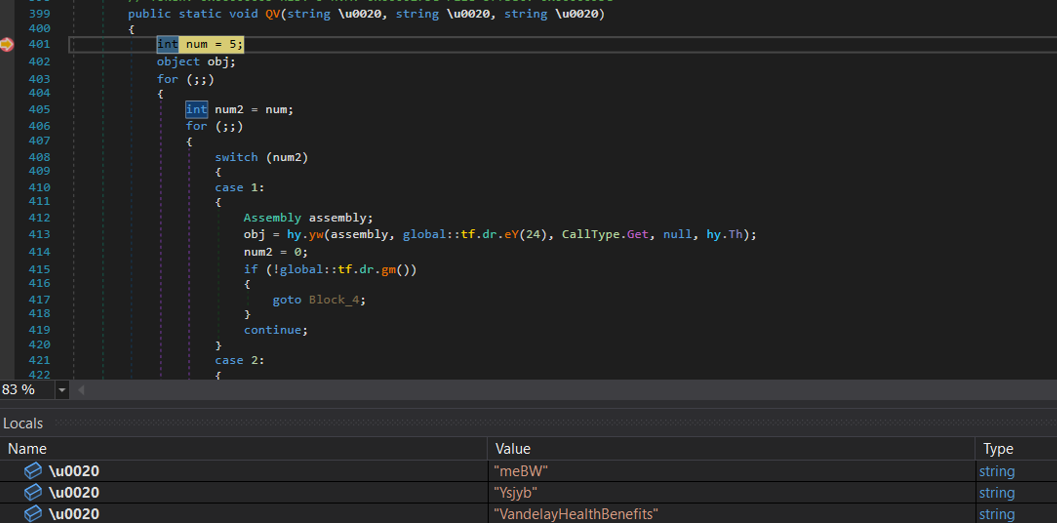 399 public static void QV(string \u0020, string \u0020, string \u0020)
400 {
401 int num = 5;
402 object obj;
403 for (;;)
404 {
405 int num2 = num;
406 for (;;)
407 {
408 switch (num2)
409 {
410 case 1:
411 {
412 Assembly assembly;
413 obj = hy.yw(assembly, global::tf.dr.eY(24), CallType.Get, null, hy.Th);
414 num2 = 0;
415 if (!global::tf.dr.gm())
416 {
417 goto Block_4;
418 }
419 continue;
420 }
421 case 2:
422 {
83 %
Locals
Name Value Type
\u0020 "meBW" string
\u0020 "Ysjyb" string
\u0020 "VandelayHealthBenefits" string